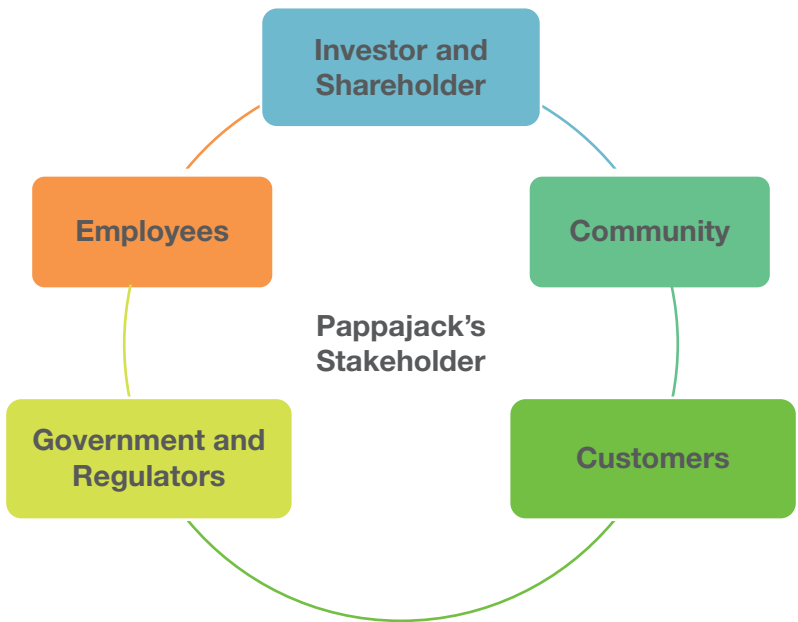 Investor and
Shareholder
Employees
Community
Pappajack’s
Stakeholder
Government and
Regulators
Customers